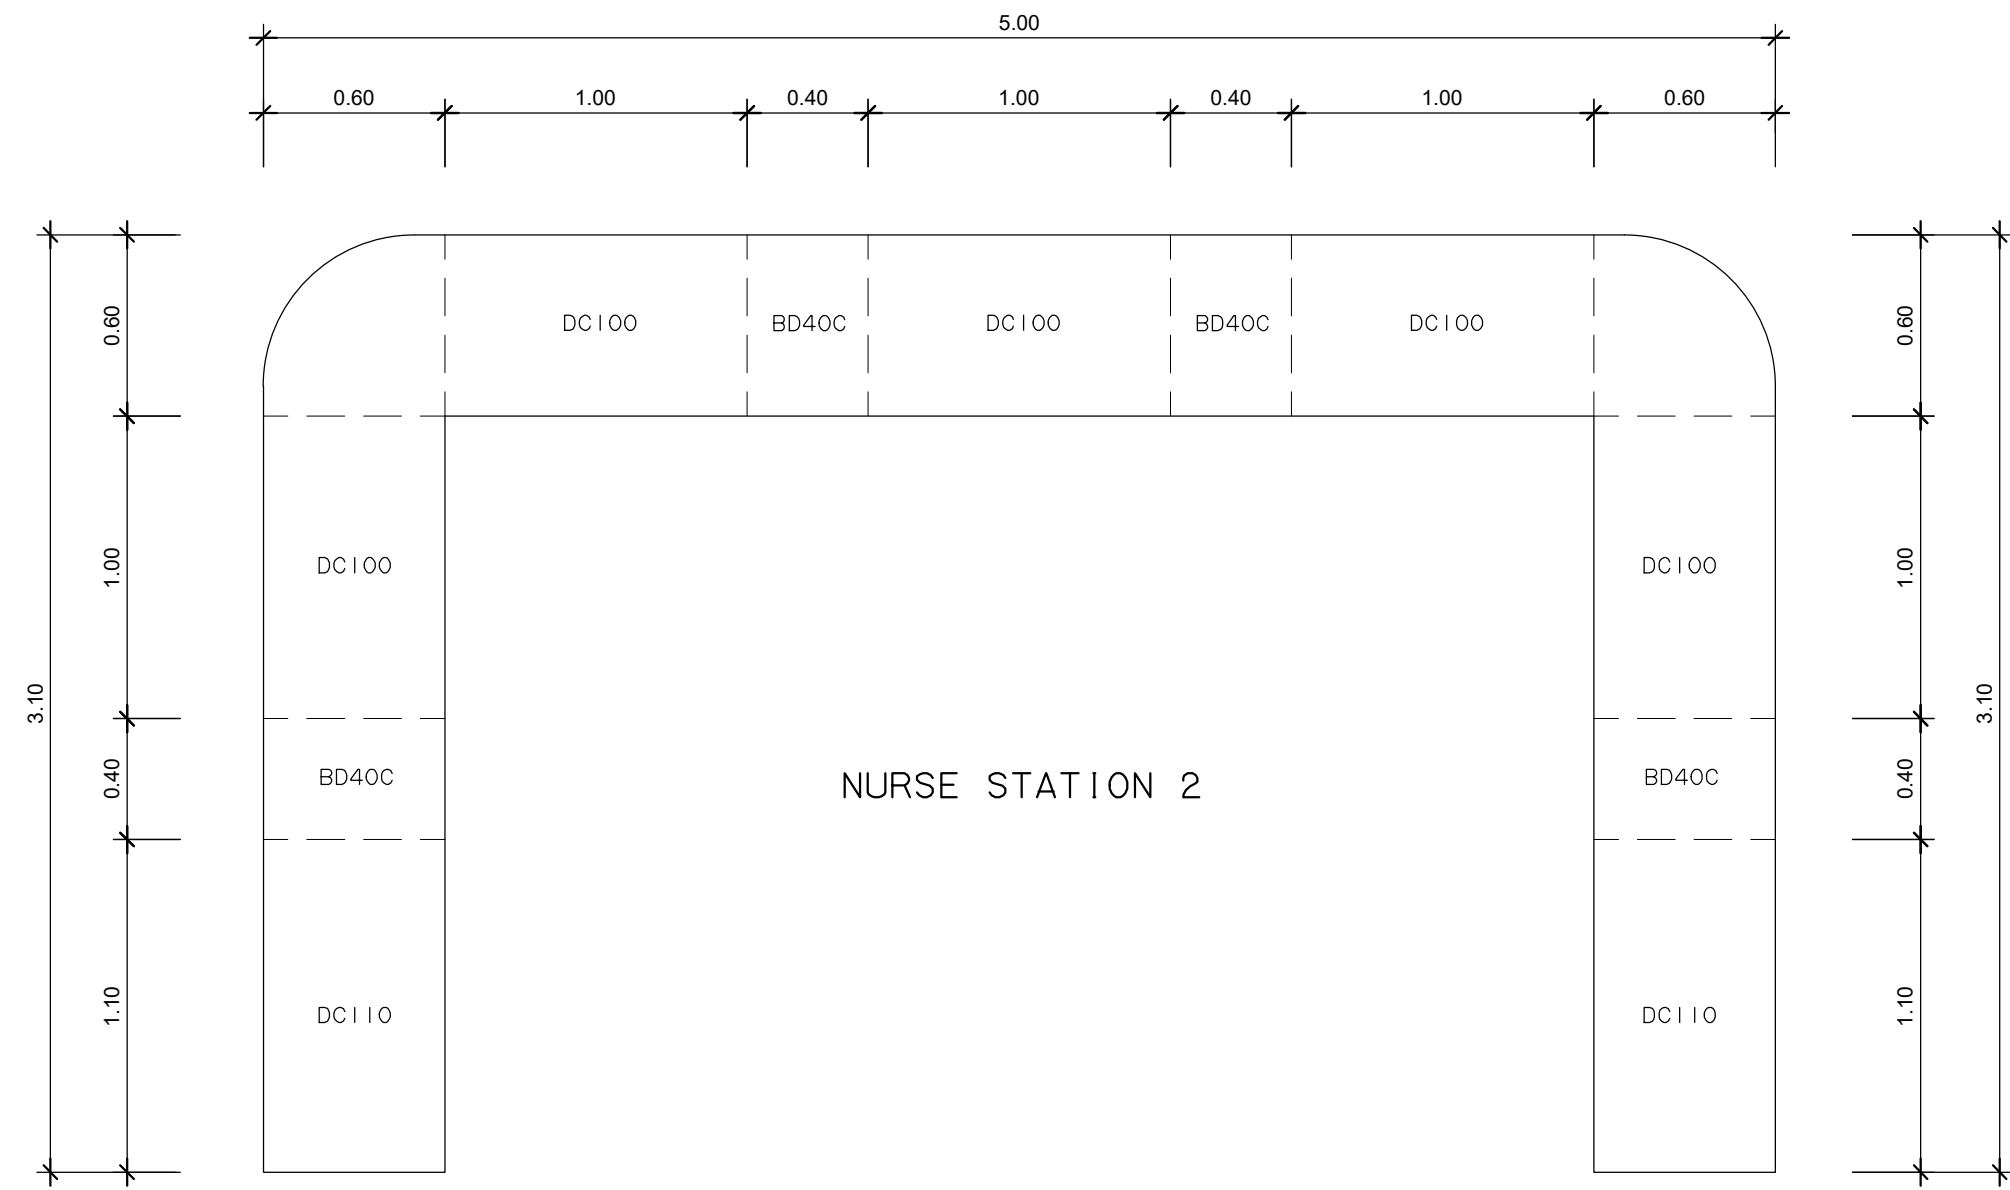 5.00
0.60 1.00 0.40 1.00 0.40 1.00 0.60
0.60 DC100 BD40C DC100 BD40C DC100 0.60
1.00 DC100 DC100 1.00
3.10 3.10
0.40 BD40C NURSE STATION 2 BD40C 0.40
1.10 DC110 DC110 1.10